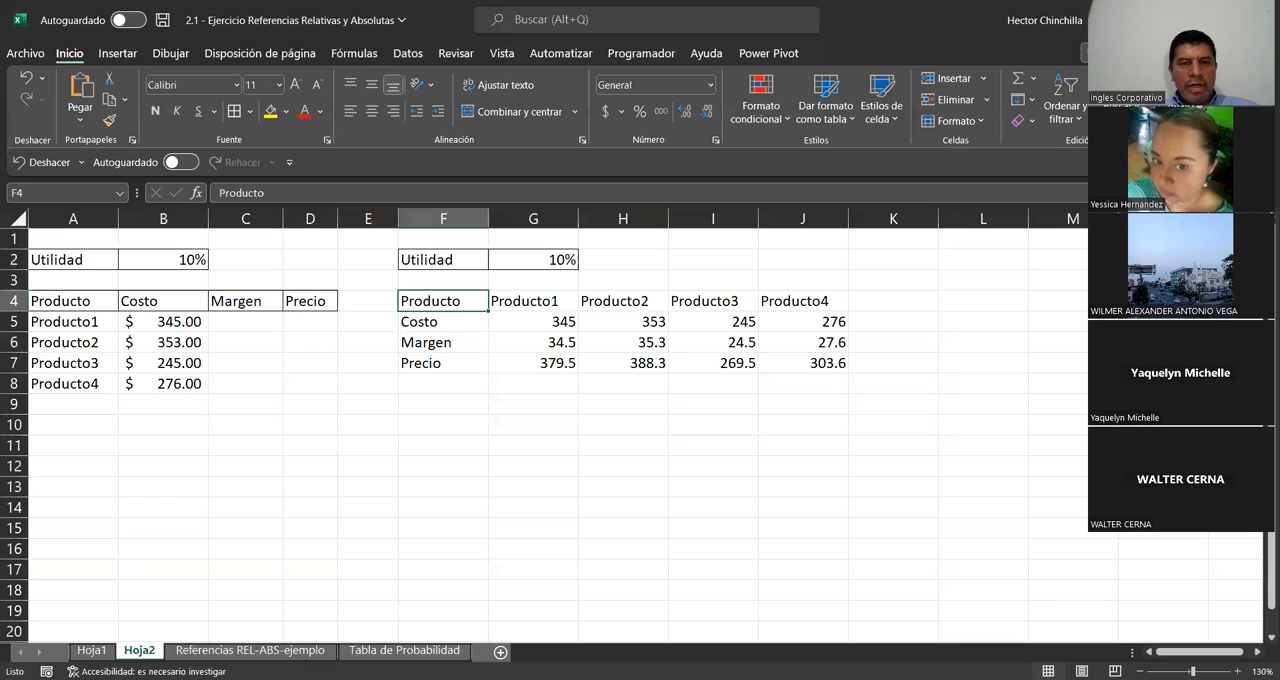 Autoguardado 2.1 - Ejercicio Referencias Relativas y Absolutas Buscar (Alt+Q) Hector Chinchilla
Archivo Inicio Insertar Dibujar Disposición de página Fórmulas Datos Revisar Vista Automatizar Programador Ayuda Power Pivot
Pegar
Calibri 11
N K S
Ajustar texto
Combinar y centrar
General
$ % 000
Formato condicional
Dar formato como tabla
Estilos de celda
Insertar
Eliminar
Formato
Ordenar y filtrar
Deshacer Portapapeles Fuente Alineación Número Estilos Celdas Edici
Deshacer Autoguardado Rehacer
F4 fx Producto
A B C D E F G H I J K L M
1
2 Utilidad 10% Utilidad 10%
3
4 Producto Costo Margen Precio Producto Producto1 Producto2 Producto3 Producto4
5 Producto1 $ 345.00 Costo 345 353 245 276
6 Producto2 $ 353.00 Margen 34.5 35.3 24.5 27.6
7 Producto3 $ 245.00 Precio 379.5 388.3 269.5 303.6
8 Producto4 $ 276.00
9
10
11
12
13
14
15
16
17
18
19
20
Hoja1 Hoja2 Referencias REL-ABS-ejemplo Tabla de Probabilidad
Listo Accesibilidad: es necesario investigar 130%
Ingles Corporativo
Yessica Hernandez
WILMER ALEXANDER ANTONIO VEGA
Yaquelyn Michelle
Yaquelyn Michelle
WALTER CERNA
WALTER CERNA